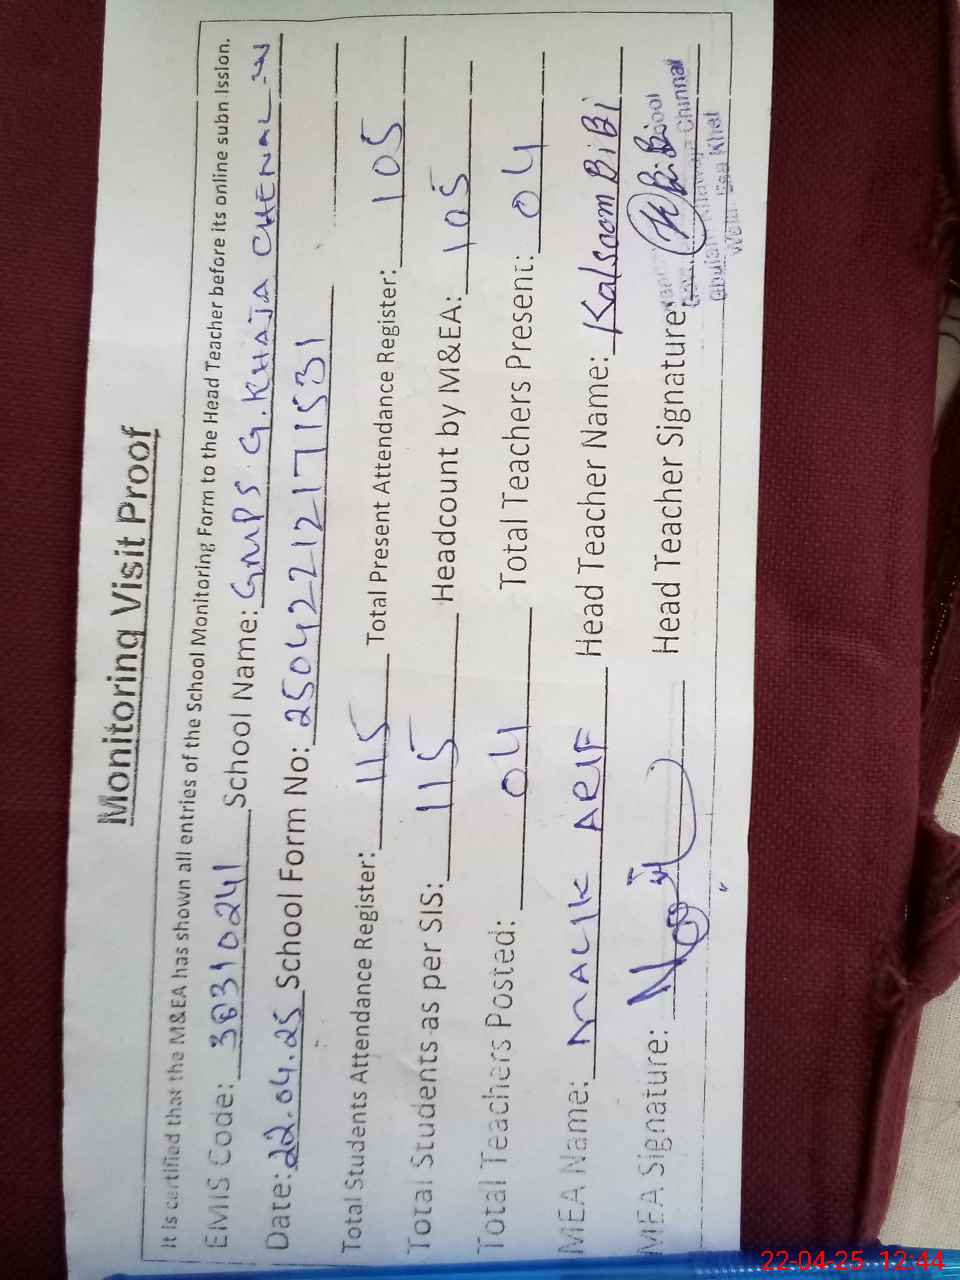 Monitoring Visit Proof
It is certified that the M&EA has shown all entries of the School Monitoring Form to the Head Teacher before its online submission.
EMIS Code: 38310241 School Name: GMPS G. KHAJA CHENAL
Date: 22.04.25 School Form No: 250422121171531
Total Students Attendance Register: 115 Total Present Attendance Register: 105
Total Students as per SIS: 115 Headcount by M&EA: 105
Total Teachers Posted: 04 Total Teachers Present: 04
MEA Name: MALIK ARIF Head Teacher Name: Kalsoom BiBi
MEA Signature: Head Teacher Signature:
Chinnal
Khel
22-04-25 12:44